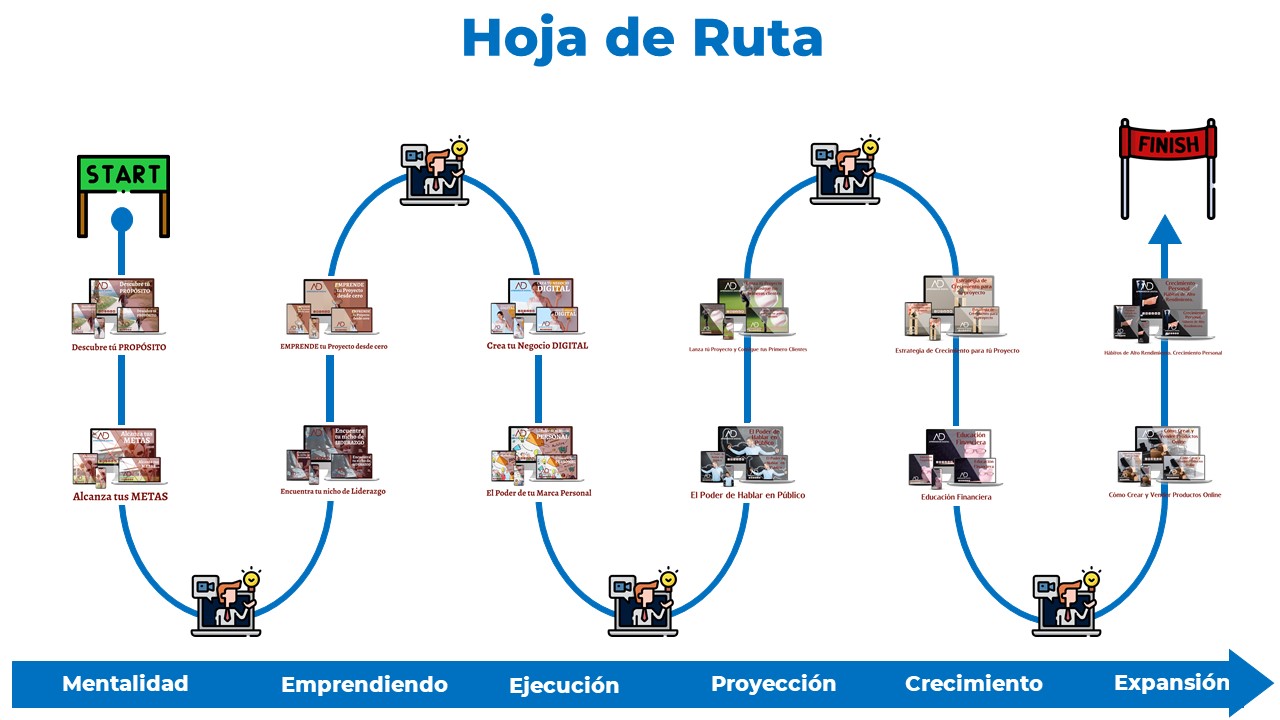 Hoja de Ruta
START
FINISH
Descubre tú PROPÓSITO
EMPRENDE tu Proyecto desde cero
Crea tu Negocio DIGITAL
Lanza tú Proyecto y Consigue tus Primero Clientes
Estrategia de Crecimiento para tú Proyecto
Hábitos de Alto Rendimiento. Crecimiento Personal
Alcanza tus METAS
Encuentra tu nicho de Liderazgo
El Poder de tu Marca Personal
El Poder de Hablar en Público
Educación Financiera
Cómo Crear y Vender Productos Online
Mentalidad
Emprendiendo
Ejecución
Proyección
Crecimiento
Expansión